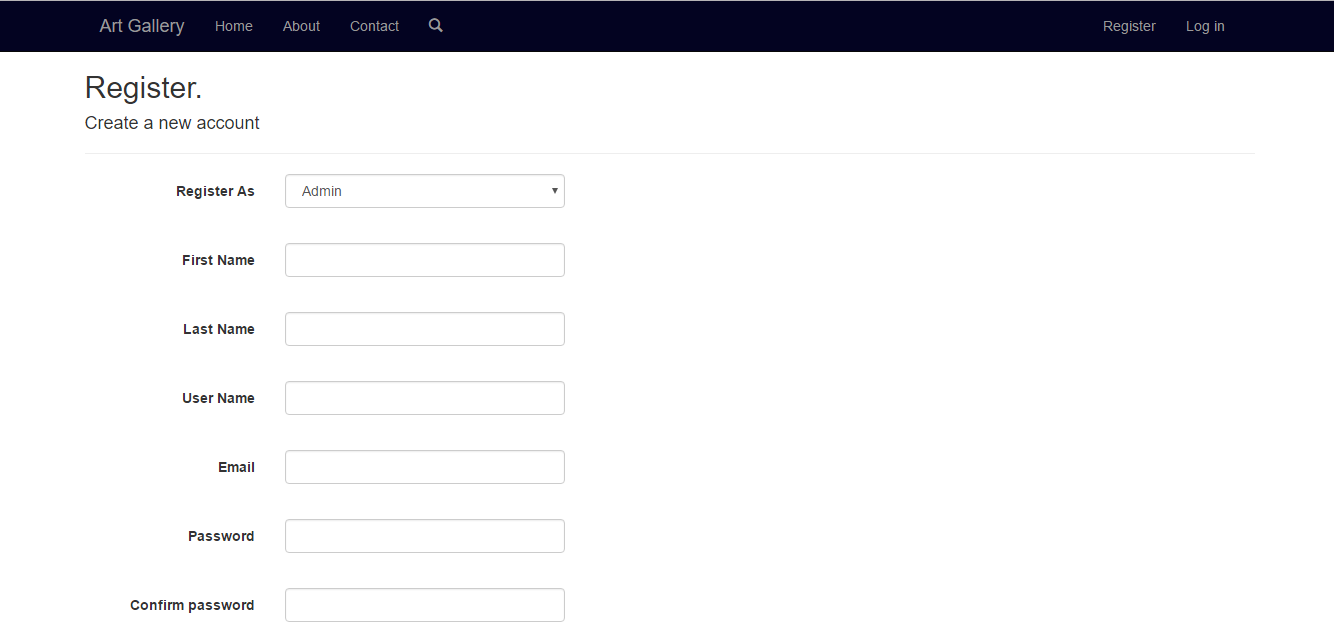 Art Gallery Home About Contact Register Log in
Register.
Create a new account
Register As Admin
First Name
Last Name
User Name
Email
Password
Confirm password